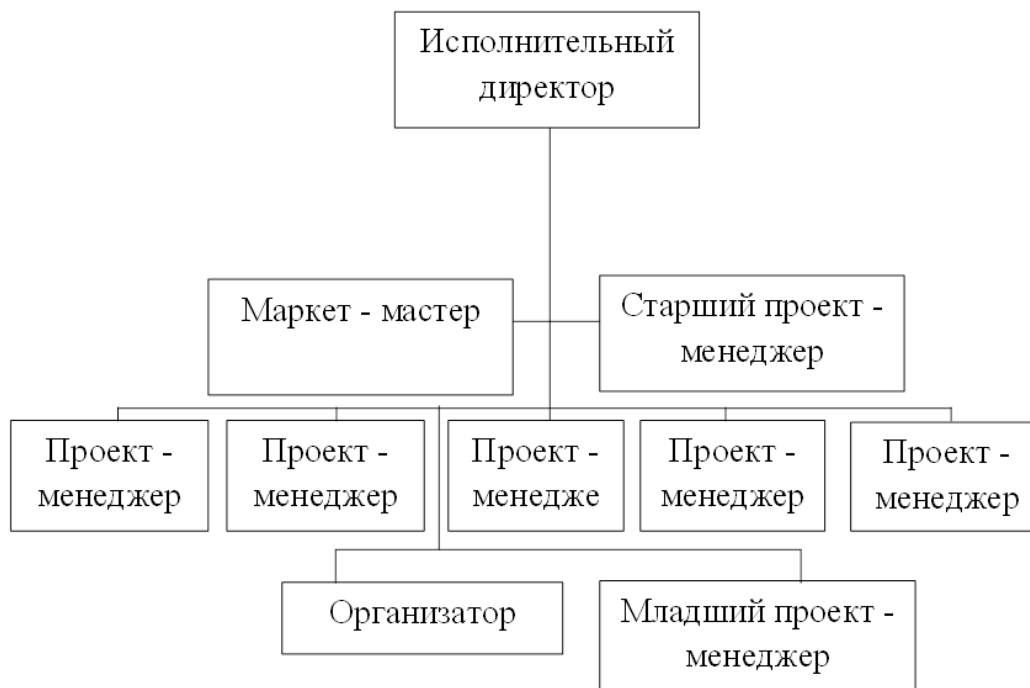 Исполнительный
директор
Маркет - мастер
Старший проект -
менеджер
Проект -
менеджер
Проект -
менеджер
Проект -
менедже
Проект -
менеджер
Проект -
менеджер
Организатор
Младший проект -
менеджер